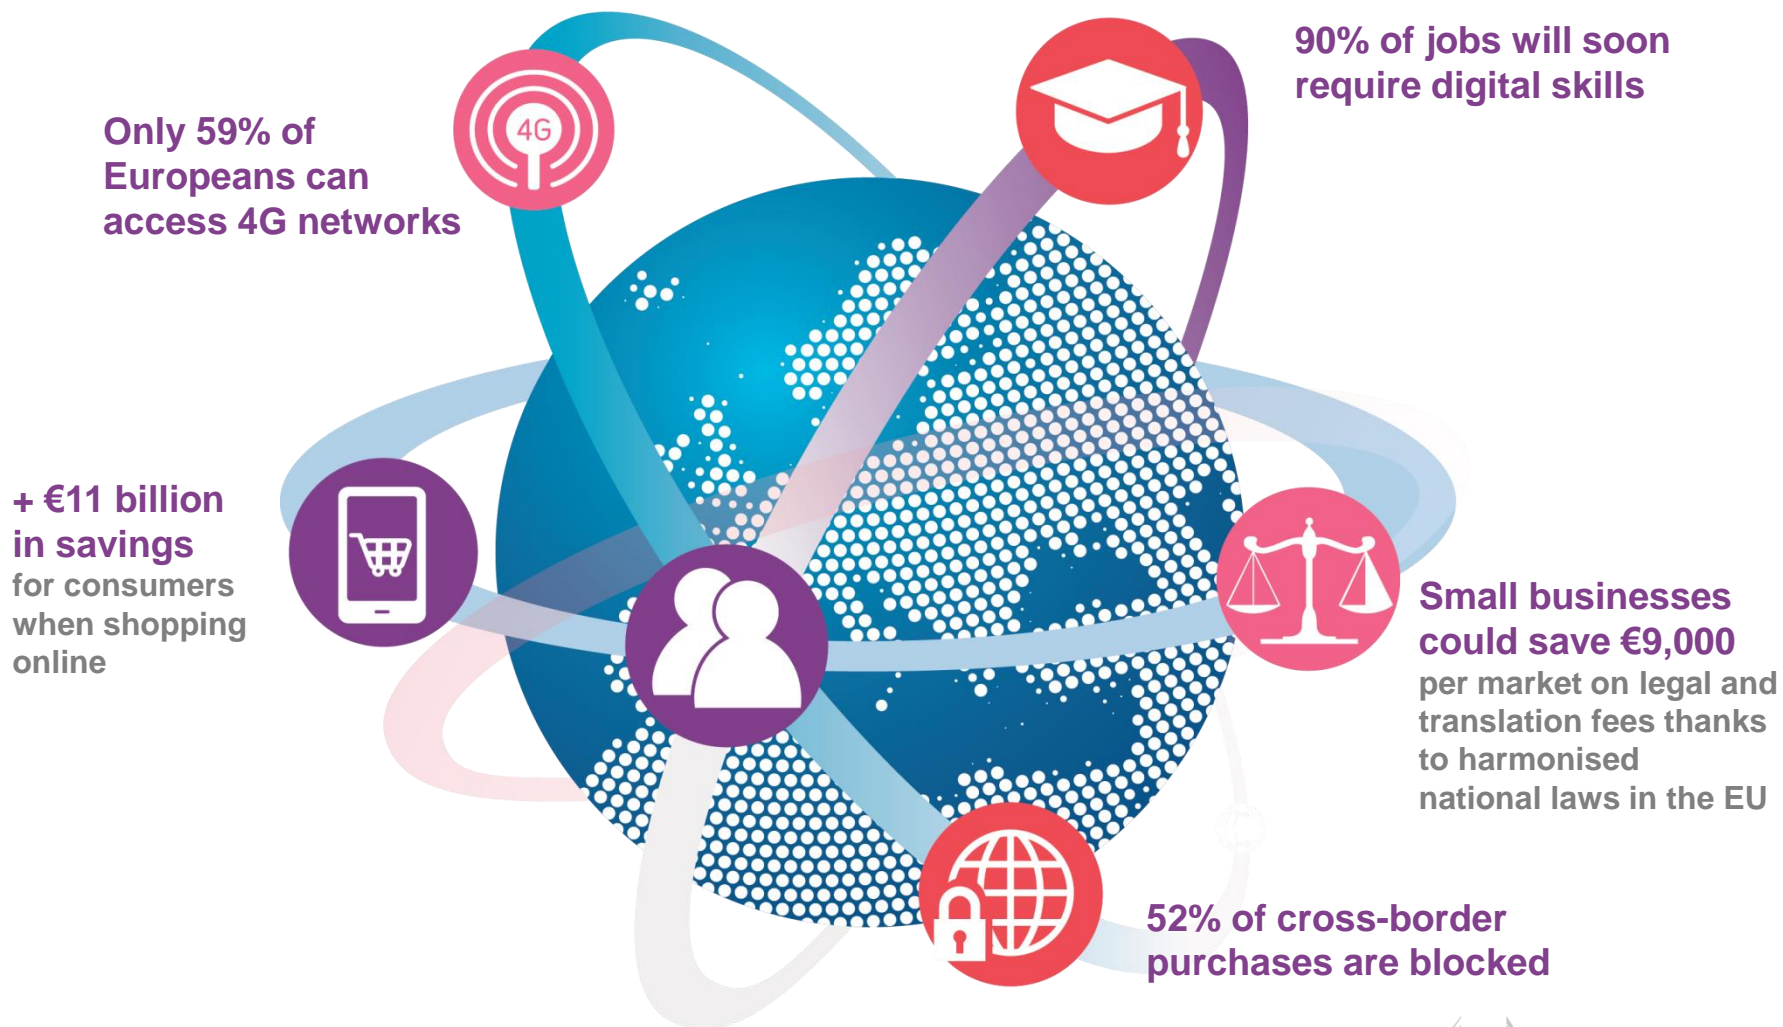 90% of jobs will soon
require digital skills
Only 59% of
Europeans can
access 4G networks
4G
+ €11 billion
in savings
for consumers
when shopping
online
Small businesses
could save €9,000
per market on legal and
translation fees thanks
to harmonised
national laws in the EU
52% of cross-border
purchases are blocked